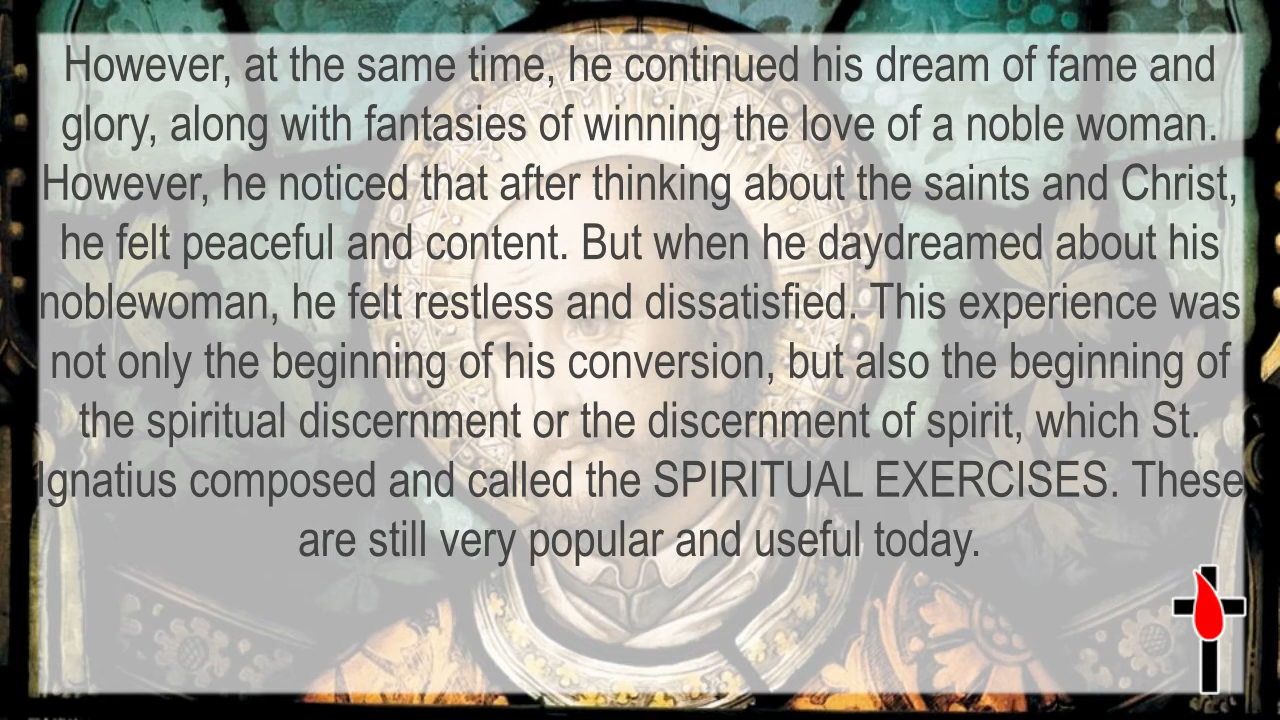 However, at the same time, he continued his dream of fame and
glory, along with fantasies of winning the love of a noble woman.
However, he noticed that after thinking about the saints and Christ,
he felt peaceful and content. But when he daydreamed about his
noblewoman, he felt restless and dissatisfied. This experience was
not only the beginning of his conversion, but also the beginning of
the spiritual discernment or the discernment of spirit, which St.
Ignatius composed and called the SPIRITUAL EXERCISES. These
are still very popular and useful today.